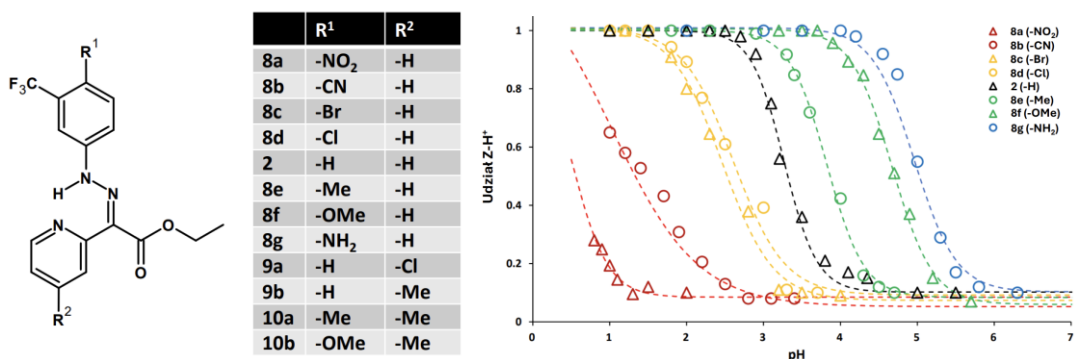 R¹
F₃C
H
N
N
N
O
O
R²
R¹ R²
8a -NO₂ -H
8b -CN -H
8c -Br -H
8d -Cl -H
2 -H -H
8e -Me -H
8f -OMe -H
8g -NH₂ -H
9a -H -Cl
9b -H -Me
10a -Me -Me
10b -OMe -Me
Udział Z-H⁺
1
0.8
0.6
0.4
0.2
0
0 1 2 3 4 5 6 7
pH
8a (-NO₂)
8b (-CN)
8c (-Br)
8d (-Cl)
2 (-H)
8e (-Me)
8f (-OMe)
8g (-NH₂)